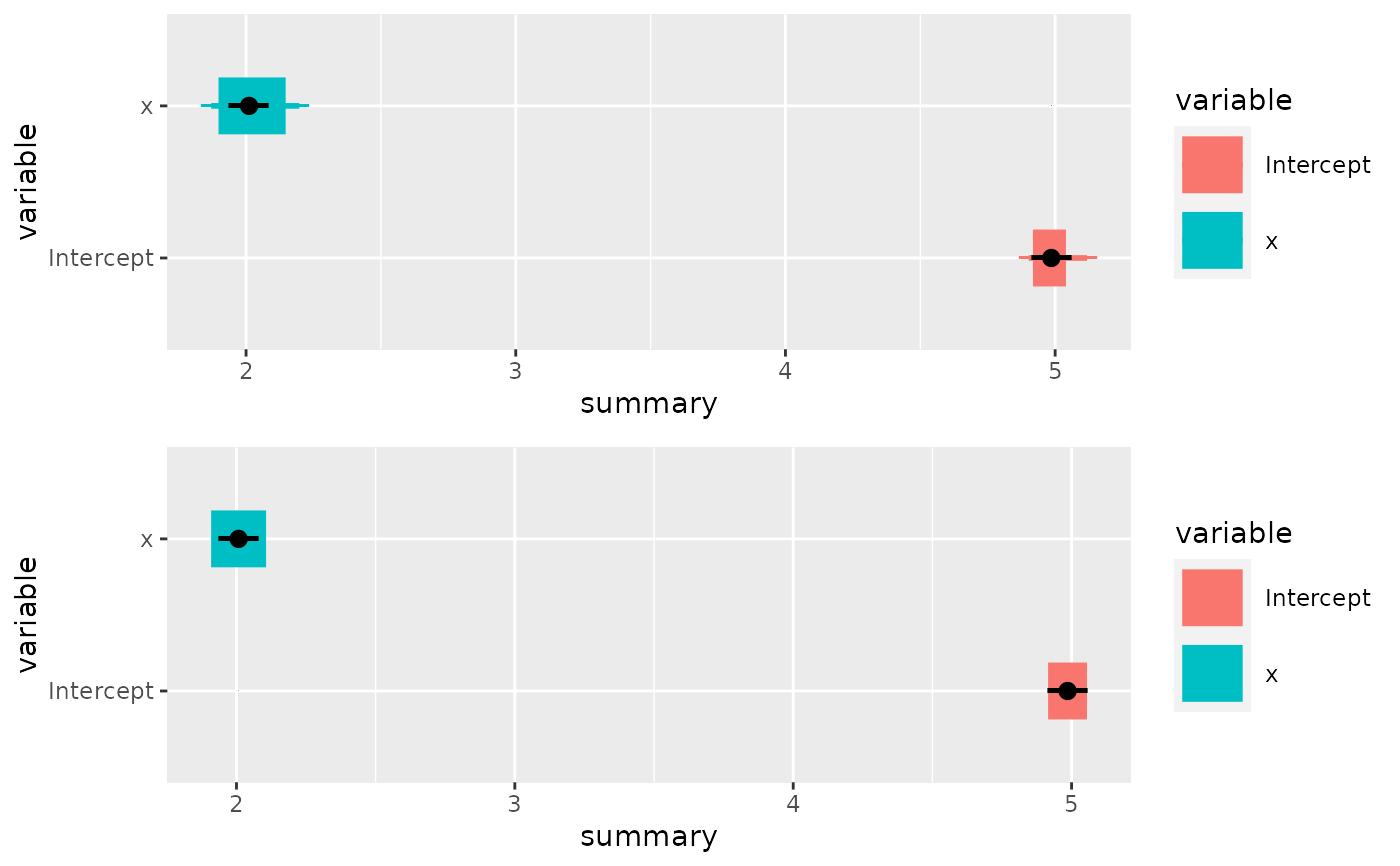 variable
x
Intercept
2 3 4 5
summary
variable
Intercept
x
variable
x
Intercept
2 3 4 5
summary
variable
Intercept
x